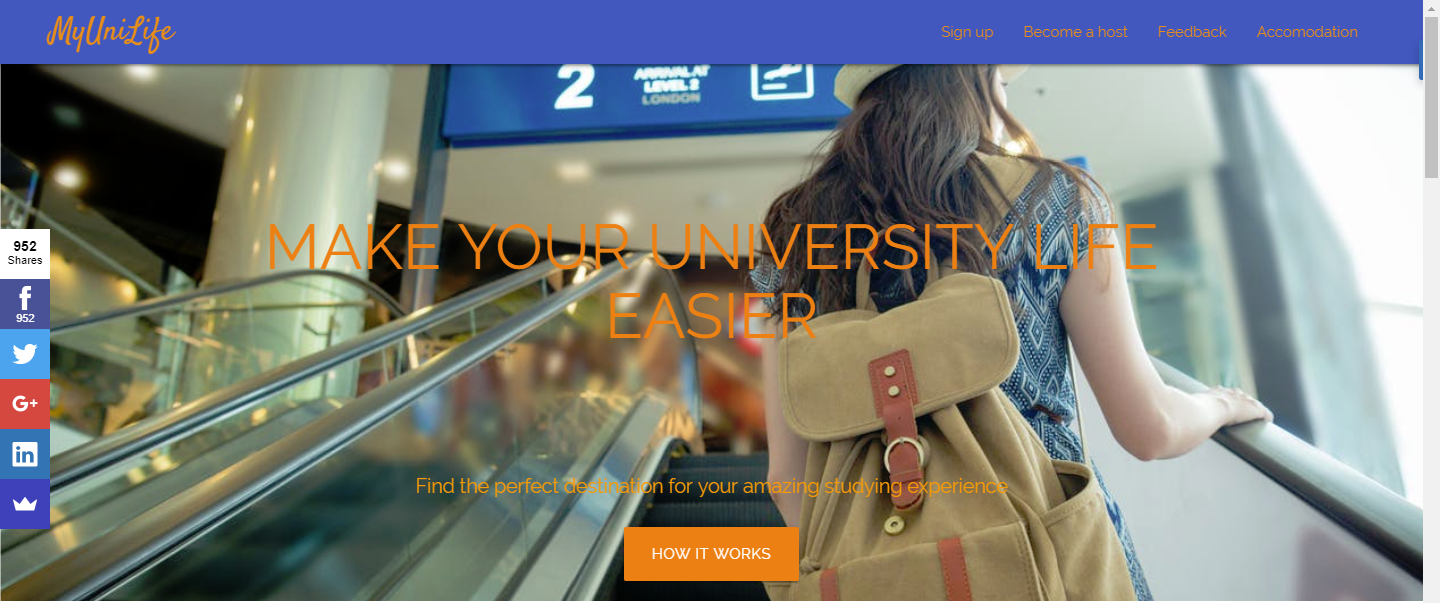 MyUniLife
Sign up
Become a host
Feedback
Accomodation
2
ARRIVAL AT
LEVEL 2
LONDON
MAKE YOUR UNIVERSITY LIFE
EASIER
952
Shares
952
G+
in
Find the perfect destination for your amazing studying experience
HOW IT WORKS